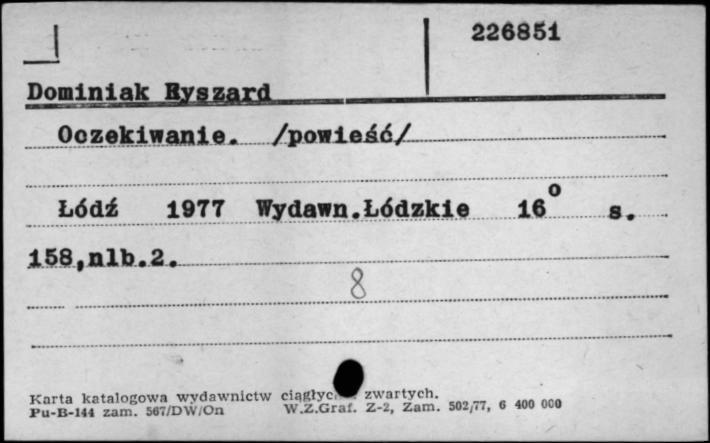 226851
Dominiak Ryszard
Oczekiwanie. /powieść/
Łódź 1977 Wydawn.Łódzkie 16° s.
158,nlb.2.
8
Karta katalogowa wydawnictw zwartych.
Pu-B-144 zam. 567/DW/On W.Z.Graf. Z-2, Zam. 502/77, 6 400 000